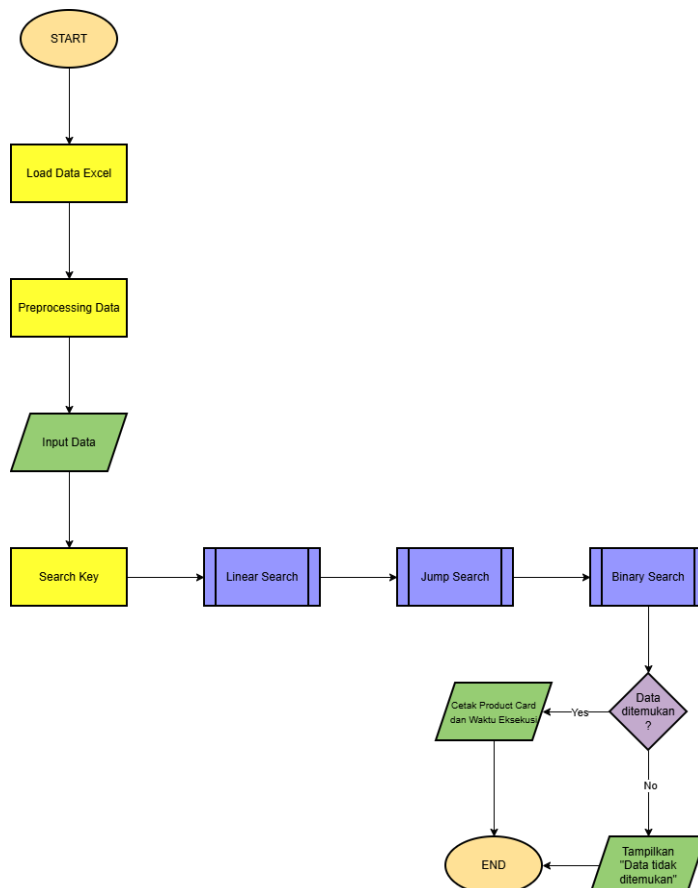 START
Load Data Excel
Preprocessing Data
Input Data
Search Key
Linear Search
Jump Search
Binary Search
Data
ditemukan
?
Yes
Cetak Product Card
dan Waktu Eksekusi
No
Tampilkan
"Data tidak
ditemukan"
END